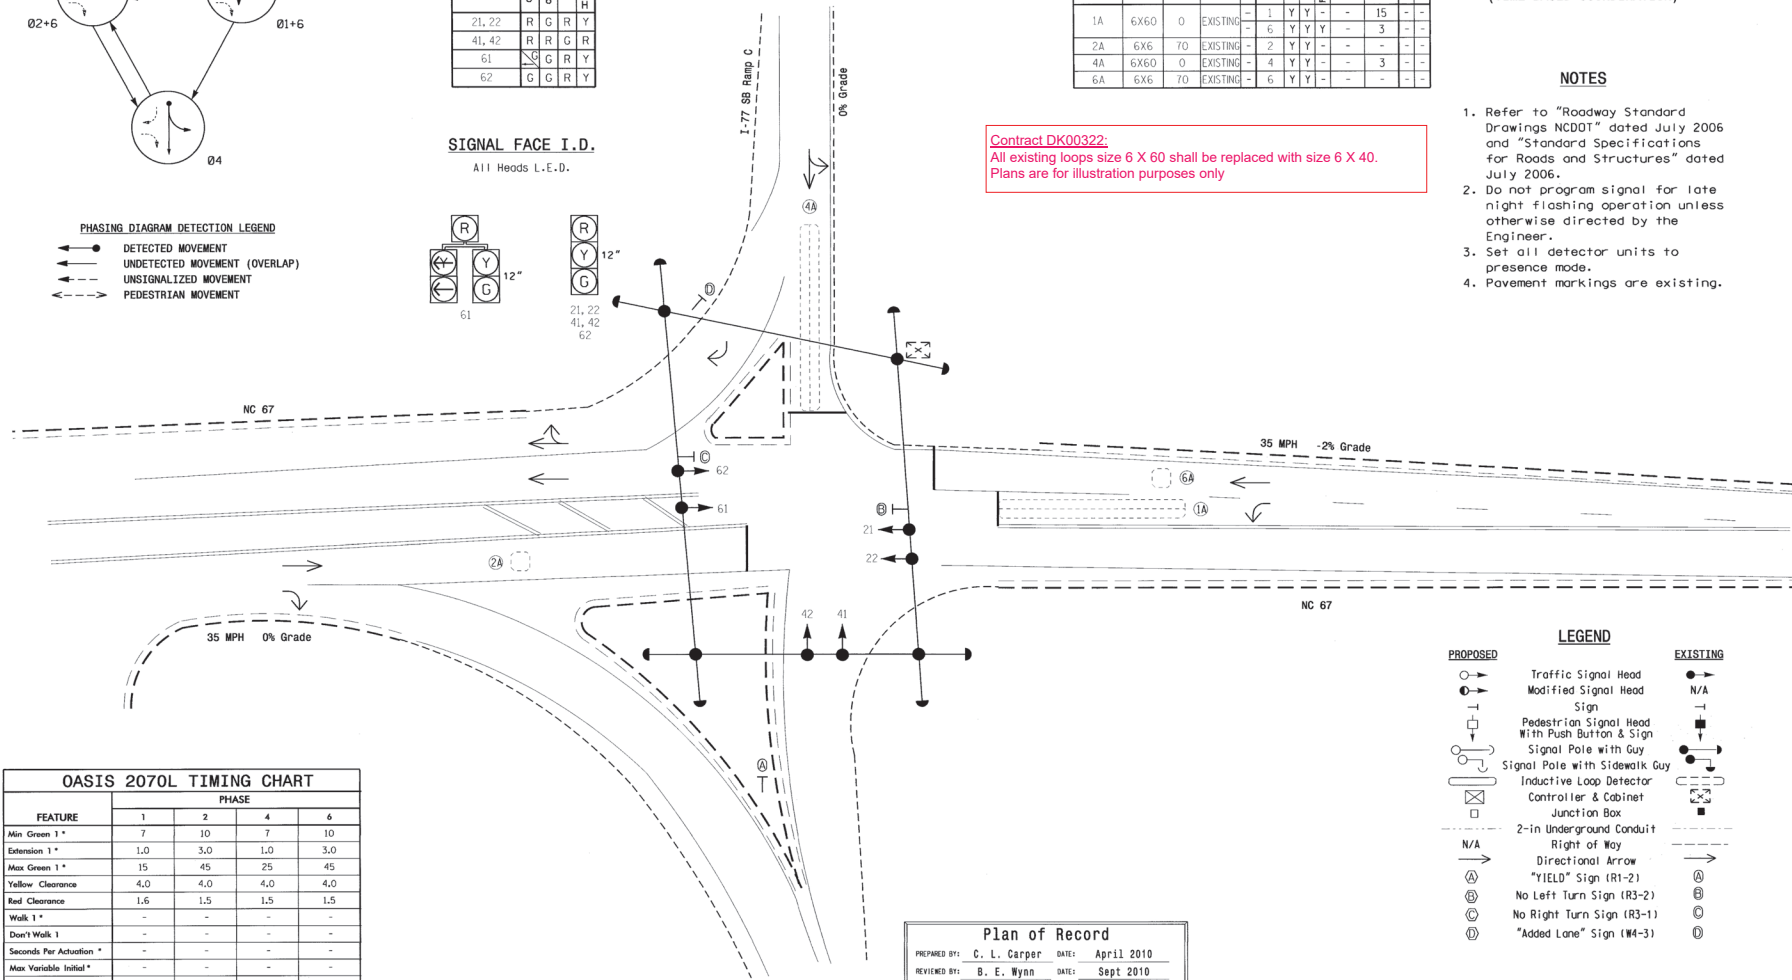 02+6
01+6
04
21, 22 R G R Y
41, 42 R R G R
61 G G R Y
62 G G R Y
H
SIGNAL FACE I.D.
All Heads L.E.D.
R
Y
Y
G
12"
61
R
Y
G
12"
21, 22
41, 42
62
PHASING DIAGRAM DETECTION LEGEND
DETECTED MOVEMENT
UNDETECTED MOVEMENT (OVERLAP)
UNSIGNALIZED MOVEMENT
PEDESTRIAN MOVEMENT
1A 6X60 0 EXISTING - 1 Y Y - - 15 - -
- 6 Y Y Y - 3 - -
2A 6X6 70 EXISTING - 2 Y Y - - - - -
4A 6X60 0 EXISTING - 4 Y Y - - 3 - -
6A 6X6 70 EXISTING - 6 Y Y - - - - -
Contract DK00322:
All existing loops size 6 X 60 shall be replaced with size 6 X 40.
Plans are for illustration purposes only
NOTES
1. Refer to "Roadway Standard
Drawings NCDOT" dated July 2006
and "Standard Specifications
for Roads and Structures" dated
July 2006.
2. Do not program signal for late
night flashing operation unless
otherwise directed by the
Engineer.
3. Set all detector units to
presence mode.
4. Pavement markings are existing.
I-77 SB Ramp C
0% Grade
4A
D
X
NC 67
C
62
61
B
21
22
6A
1A
35 MPH -2% Grade
2A
35 MPH 0% Grade
42
41
NC 67
A
LEGEND
PROPOSED EXISTING
Traffic Signal Head
Modified Signal Head N/A
Sign
Pedestrian Signal Head
With Push Button & Sign
Signal Pole with Guy
Signal Pole with Sidewalk Guy
Inductive Loop Detector
Controller & Cabinet
Junction Box
2-in Underground Conduit
N/A Right of Way
Directional Arrow
A "YIELD" Sign (R1-2) A
B No Left Turn Sign (R3-2) B
C No Right Turn Sign (R3-1) C
D "Added Lane" Sign (W4-3) D
OASIS 2070L TIMING CHART
PHASE
FEATURE 1 2 4 6
Min Green 1 * 7 10 7 10
Extension 1 * 1.0 3.0 1.0 3.0
Max Green 1 * 15 45 25 45
Yellow Clearance 4.0 4.0 4.0 4.0
Red Clearance 1.6 1.5 1.5 1.5
Walk 1 * - - - -
Don't Walk 1 - - - -
Seconds Per Actuation * - - - -
Max Variable Initial * - - - -
Plan of Record
PREPARED BY: C. L. Carper DATE: April 2010
REVIEWED BY: B. E. Wynn DATE: Sept 2010